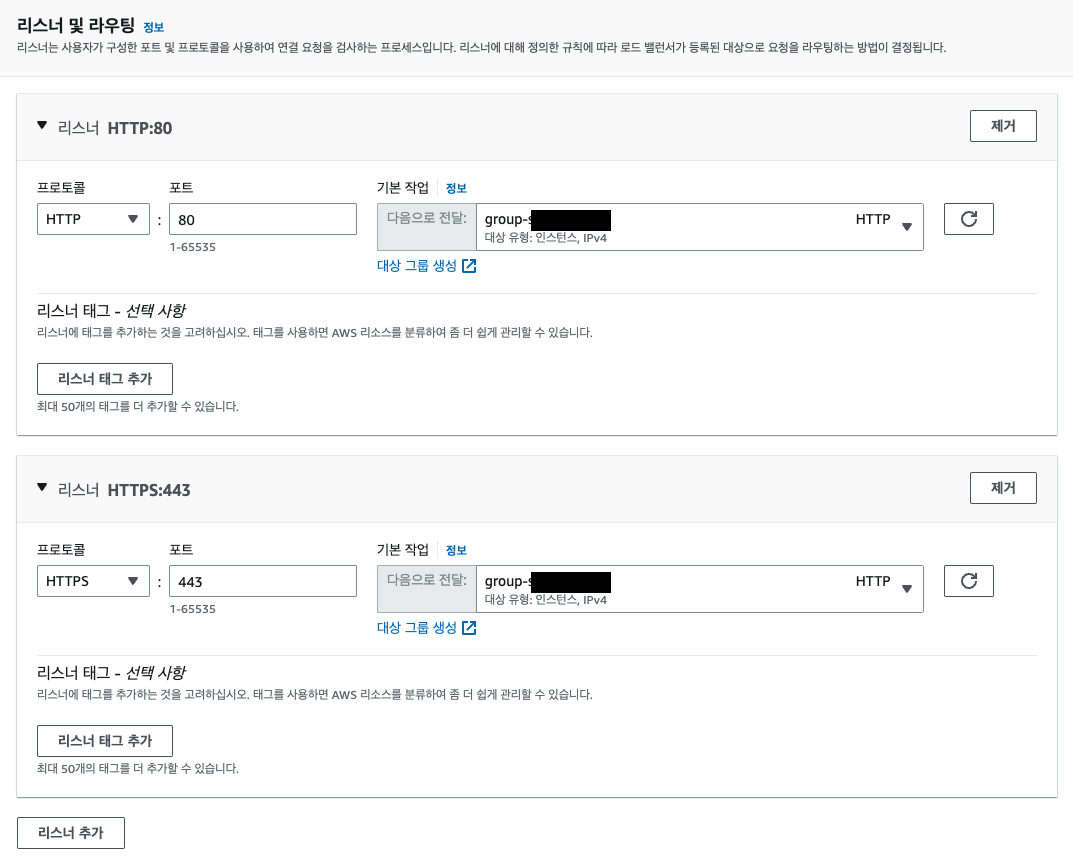 리스너 및 라우팅 정보
리스너는 사용자가 구성한 포트 및 프로토콜을 사용하여 연결 요청을 검사하는 프로세스입니다. 리스너에 대해 정의한 규칙에 따라 로드 밸런서가 등록된 대상으로 요청을 라우팅하는 방법이 결정됩니다.
리스너 HTTP:80
제거
프로토콜 포트 기본 작업 정보
HTTP : 80 다음으로 전달: group- HTTP
대상 유형: 인스턴스, IPv4
1-65535
대상 그룹 생성
리스너 태그 - 선택 사항
리스너에 태그를 추가하는 것을 고려하십시오. 태그를 사용하면 AWS 리소스를 분류하여 좀 더 쉽게 관리할 수 있습니다.
리스너 태그 추가
최대 50개의 태그를 더 추가할 수 있습니다.
리스너 HTTPS:443
제거
프로토콜 포트 기본 작업 정보
HTTPS : 443 다음으로 전달: group- HTTP
대상 유형: 인스턴스, IPv4
1-65535
대상 그룹 생성
리스너 태그 - 선택 사항
리스너에 태그를 추가하는 것을 고려하십시오. 태그를 사용하면 AWS 리소스를 분류하여 좀 더 쉽게 관리할 수 있습니다.
리스너 태그 추가
최대 50개의 태그를 더 추가할 수 있습니다.
리스너 추가